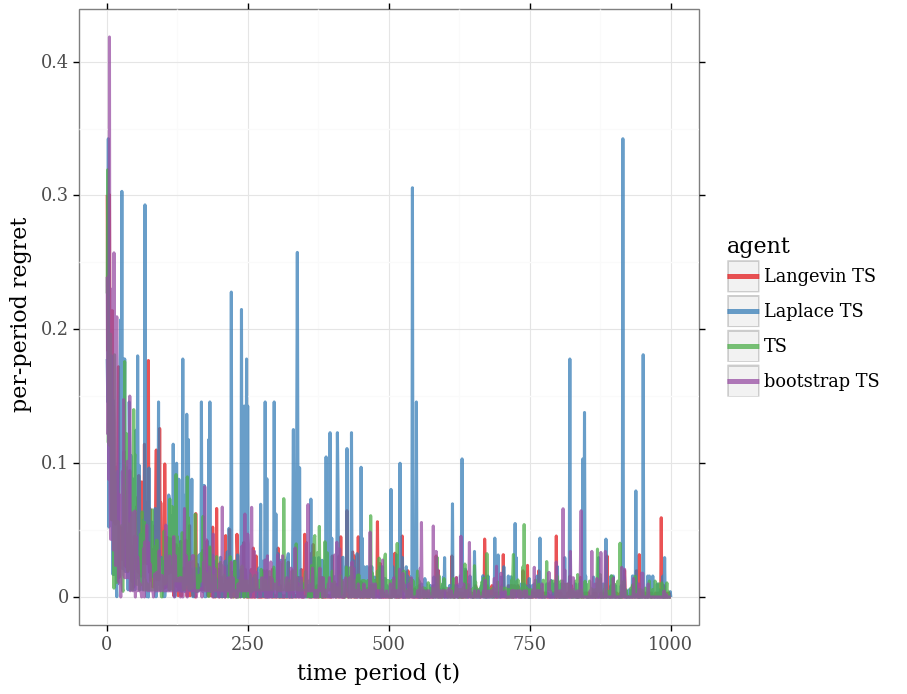 0.4
0.3
0.2
0.1
0
per-period regret
0
250
500
750
1000
time period (t)
agent
Langevin TS
Laplace TS
TS
bootstrap TS